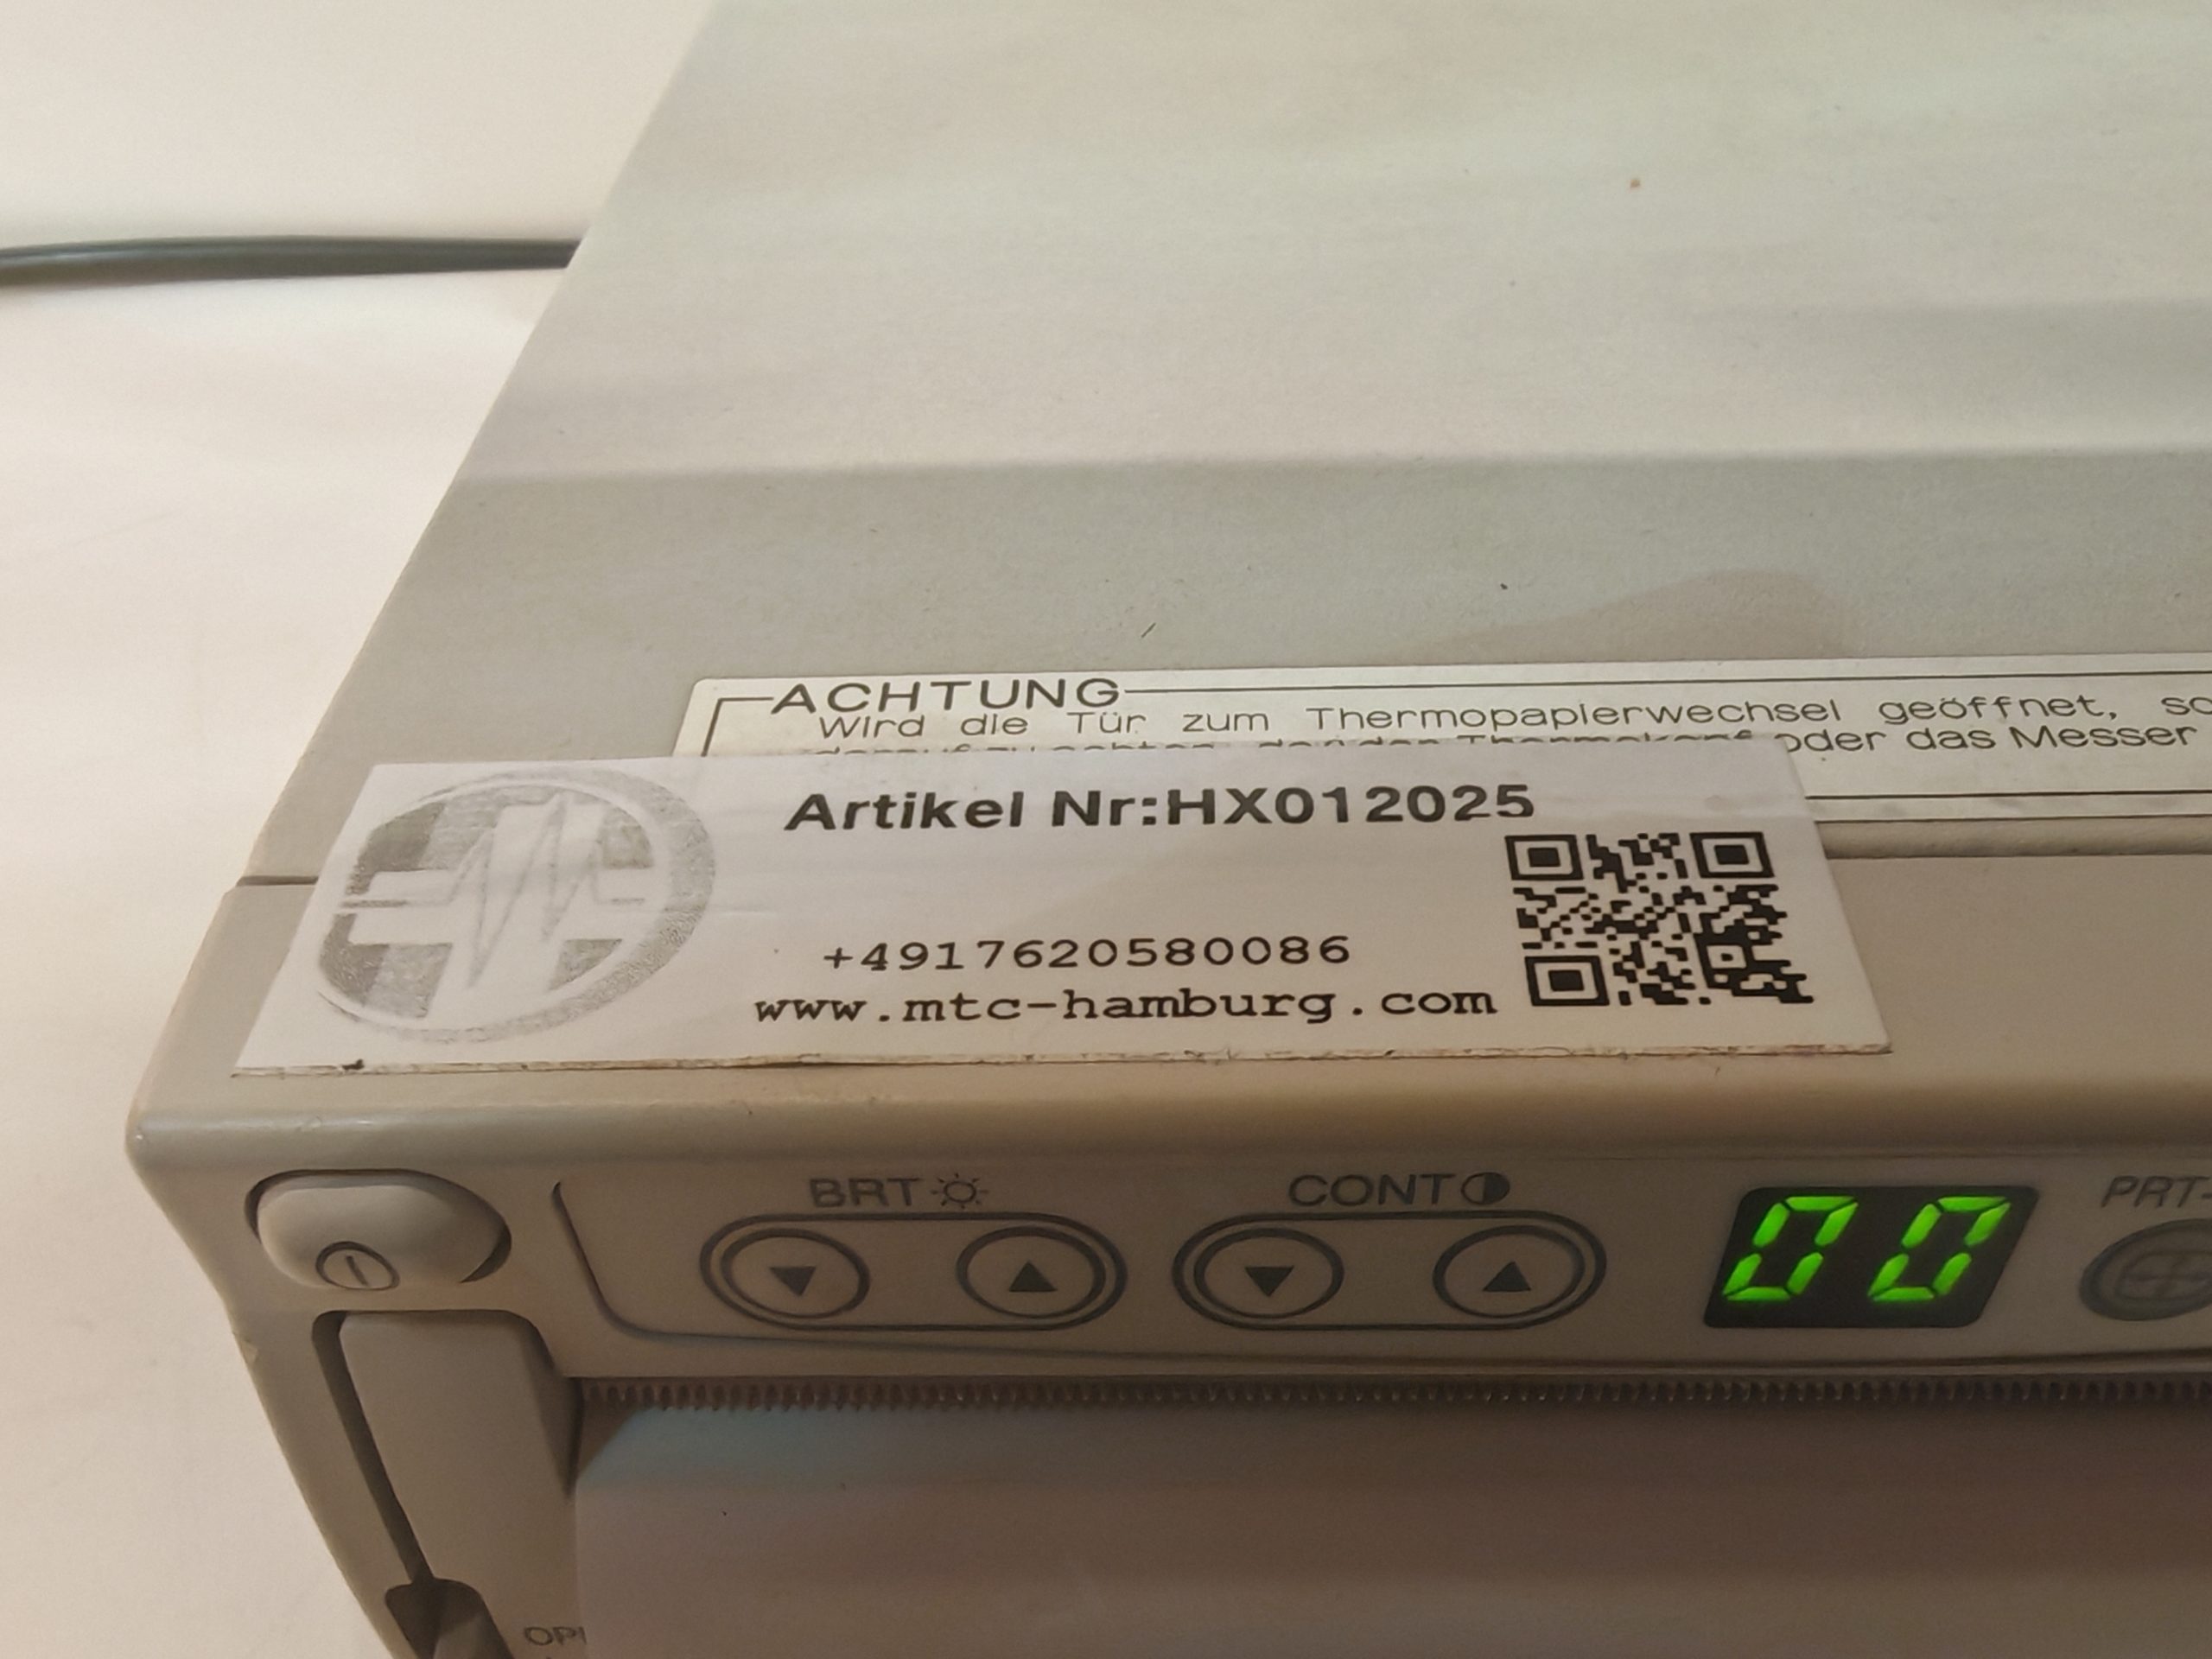 ACHTUNG
Wird die Tür zum Thermopapierwechsel geöffnet,
oder das Messer
Artikel Nr:HX012025
+4917620580086
www.mtc-hamburg.com
BRT CONT
00
PRT